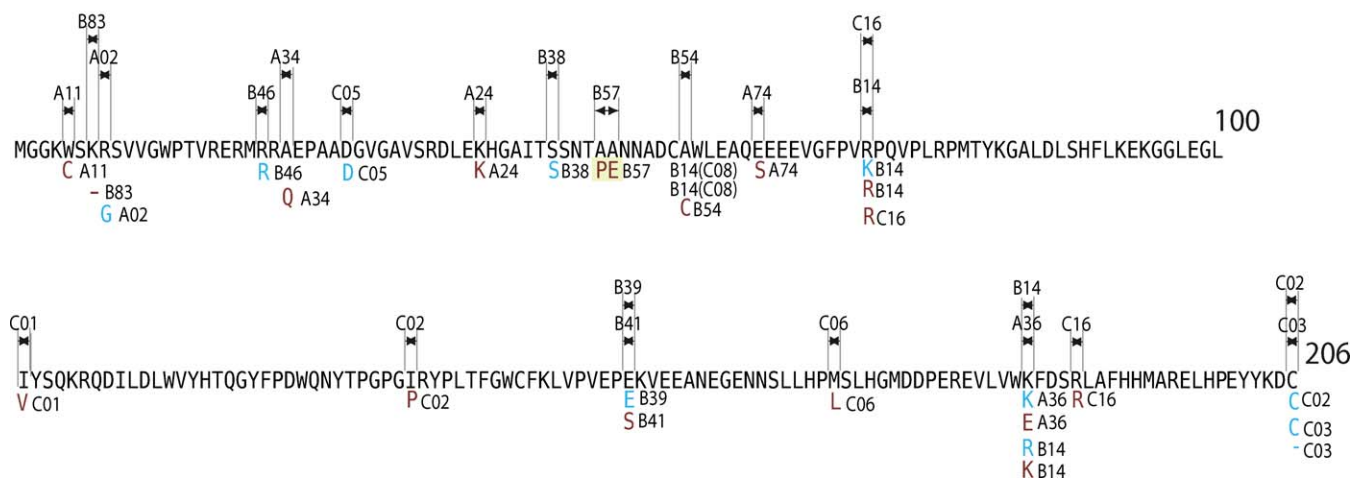 B83 C16
A02 A34 B38 B54
A11 B46 C05 A24 B57 A74 B14
100
MGGKWSKRSVVGWPTVRERMRRAEPAADGVGAVSRDLEKHGAITSSNTAANNADCAWLEAQEEEEVGFPVRPQVPLRPMTYKGALDLSHFLKEKGGLEGL
C A11 R B46 D C05 K A24 S B38 PE B57 B14(C08) S A74 K B14
- B83 Q A34 B14(C08) R B14
G A02 C B54 R C16
B39 B14 C02
C01 C02 B41 C06 A36 C16 C03
206
IYSQKRQDILDLWVYHTQGYFPDWQNYTPGPGIRYPLTFGWCFKLVPVEPEKVEEANEGENNSLLHPMSLHGMDDPEREVLVWKFDSRLAFHHMARELHPEYYKDC
V C01 P C02 E B39 L C06 K A36 R C16 C C02
S B41 E A36 C C03
R B14 - C03
K B14